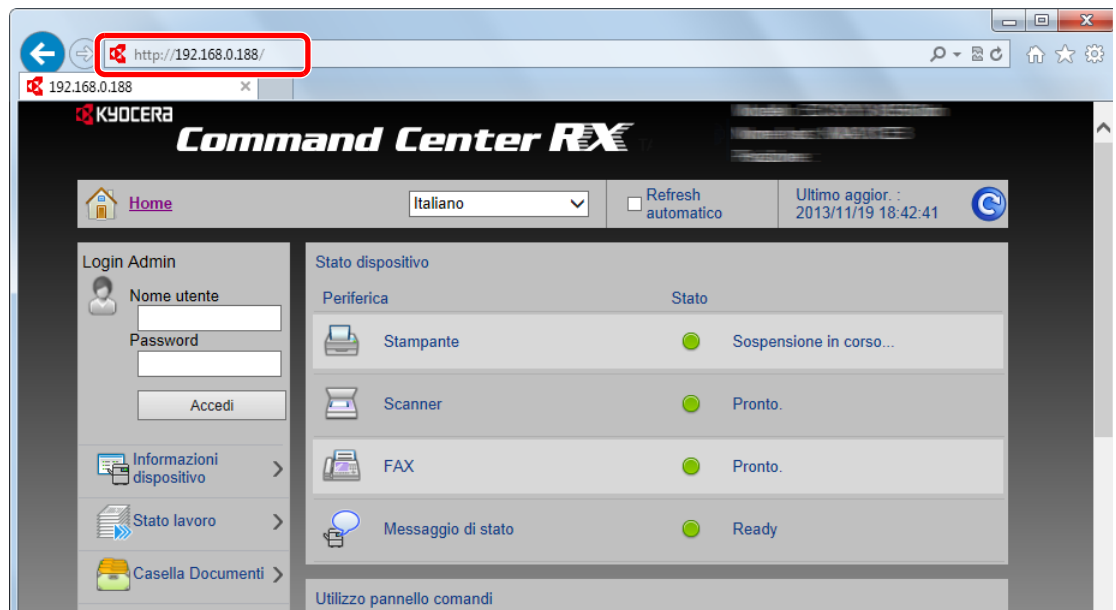 http://192.168.0.188/
192.168.0.188
KYOCERA
Command Center RX
Home
Italiano
Refresh
automatico
Ultimo aggior. :
2013/11/19 18:42:41
Login Admin
Nome utente
Password
Accedi
Informazioni
dispositivo
Stato lavoro
Casella Documenti
Stato dispositivo
Periferica Stato
Stampante Sospensione in corso...
Scanner Pronto.
FAX Pronto.
Messaggio di stato Ready
Utilizzo pannello comandi